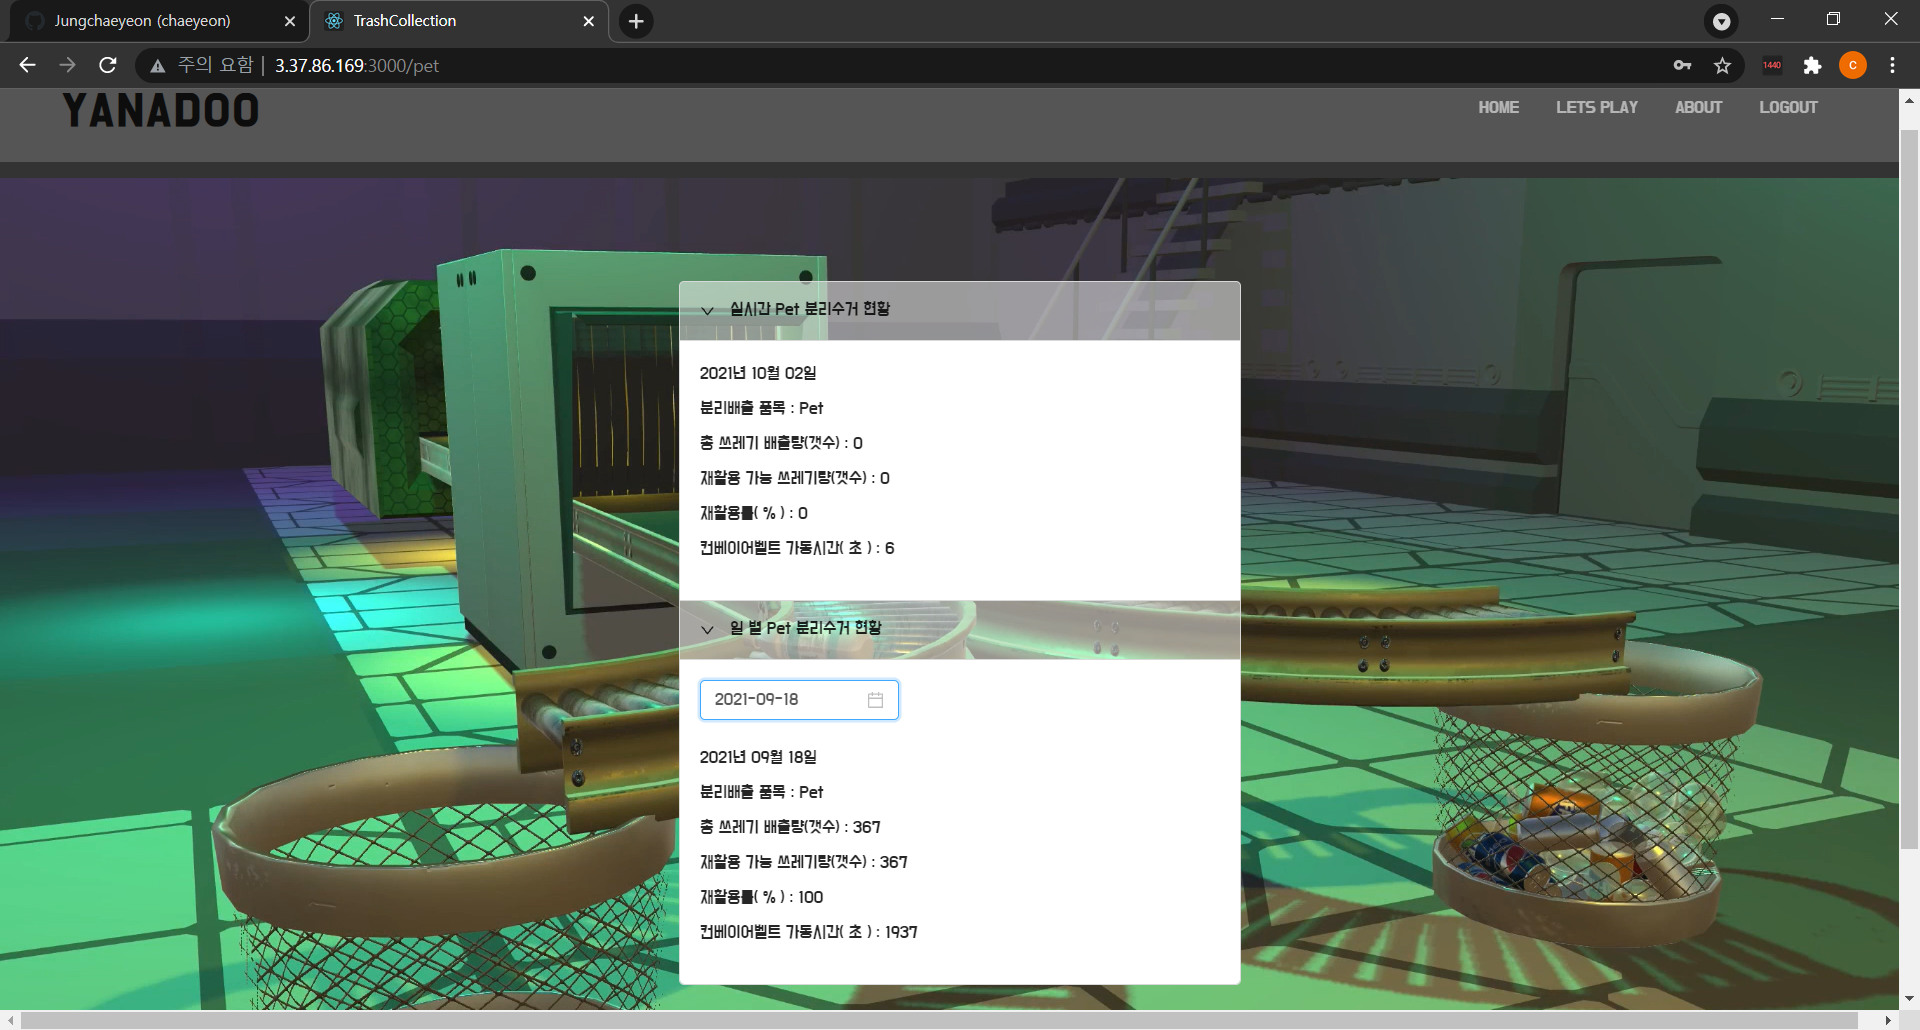 Jungchaeyeon (chaeyeon)
TrashCollection
주의 요함
3.37.86.169:3000/pet
1440
C
YANADOO
HOME
LETS PLAY
ABOUT
LOGOUT
실시간 Pet 분리수거 현황
2021년 10월 02일
분리배출 품목 : Pet
총 쓰레기 배출량(갯수) : 0
재활용 가능 쓰레기량(갯수) : 0
재활용률( % ) : 0
컨베이어벨트 가동시간( 초 ) : 6
일 별 Pet 분리수거 현황
2021-09-18
2021년 09월 18일
분리배출 품목 : Pet
총 쓰레기 배출량(갯수) : 367
재활용 가능 쓰레기량(갯수) : 367
재활용률( % ) : 100
컨베이어벨트 가동시간( 초 ) : 1937